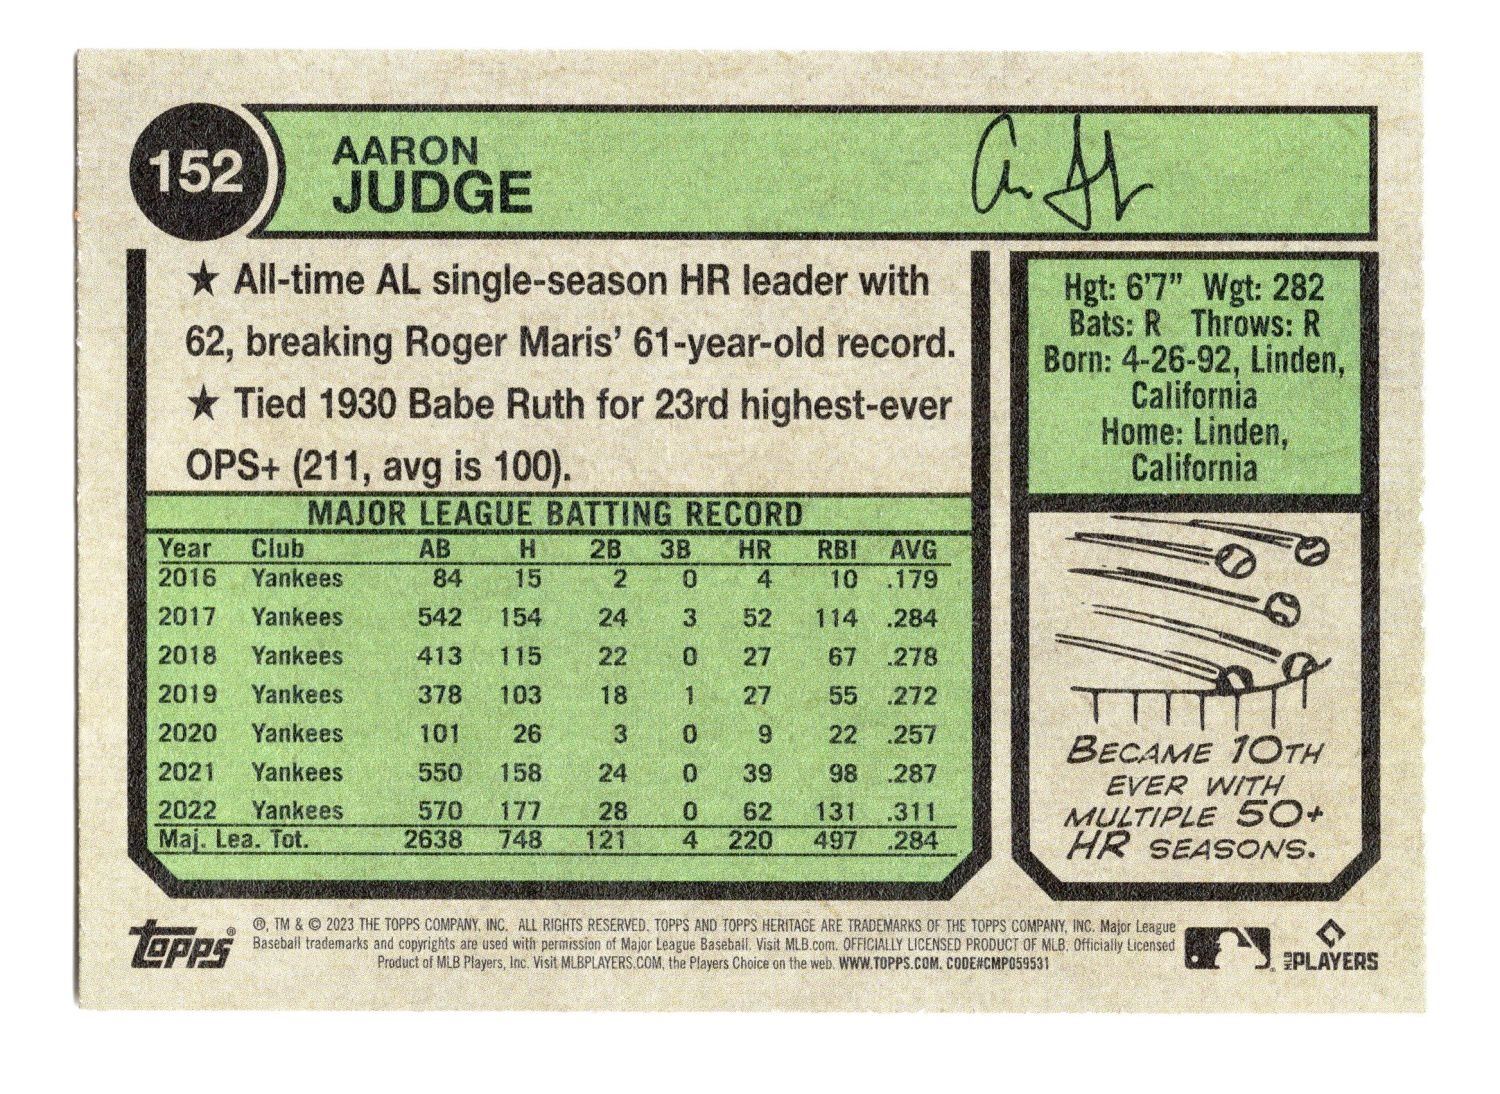 152
AARON
JUDGE
★ All-time AL single-season HR leader with
62, breaking Roger Maris' 61-year-old record.
★ Tied 1930 Babe Ruth for 23rd highest-ever
OPS+ (211, avg is 100).
MAJOR LEAGUE BATTING RECORD
Year Club AB H 2B 3B HR RBI AVG
2016 Yankees 84 15 2 0 4 10 .179
2017 Yankees 542 154 24 3 52 114 .284
2018 Yankees 413 115 22 0 27 67 .278
2019 Yankees 378 103 18 1 27 55 .272
2020 Yankees 101 26 3 0 9 22 .257
2021 Yankees 550 158 24 0 39 98 .287
2022 Yankees 570 177 28 0 62 131 .311
Maj. Lea. Tot. 2638 748 121 4 220 497 .284
Hgt: 6'7" Wgt: 282
Bats: R Throws: R
Born: 4-26-92, Linden,
California
Home: Linden,
California
BECAME 10TH
EVER WITH
MULTIPLE 50+
HR SEASONS.
Topps®
®, TM & © 2023 THE TOPPS COMPANY, INC. ALL RIGHTS RESERVED. TOPPS AND TOPPS HERITAGE ARE TRADEMARKS OF THE TOPPS COMPANY, INC. Major League
Baseball trademarks and copyrights are used with permission of Major League Baseball. Visit MLB.com. OFFICIALLY LICENSED PRODUCT OF MLB. Officially Licensed
Product of MLB Players, Inc. Visit MLBPLAYERS.COM, the Players Choice on the web. WWW.TOPPS.COM. CODE#CMP059531
MLB PLAYERS